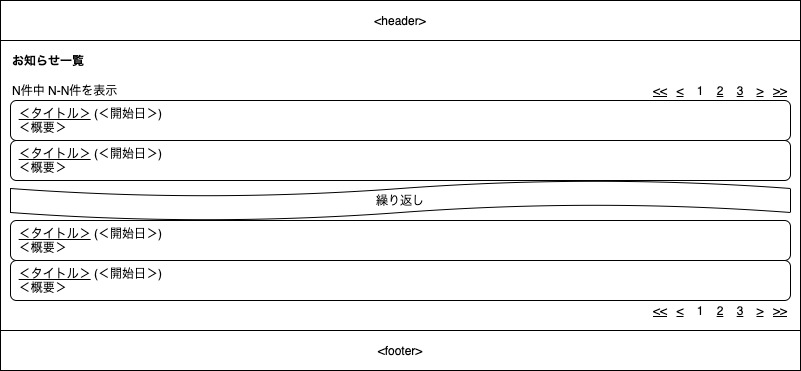 <header>
お知らせ一覧
N件中 N-N件を表示
<< < 1 2 3 > >>
＜タイトル＞ (＜開始日＞)
＜概要＞
＜タイトル＞ (＜開始日＞)
＜概要＞
繰り返し
＜タイトル＞ (＜開始日＞)
＜概要＞
＜タイトル＞ (＜開始日＞)
＜概要＞
<< < 1 2 3 > >>
<footer>